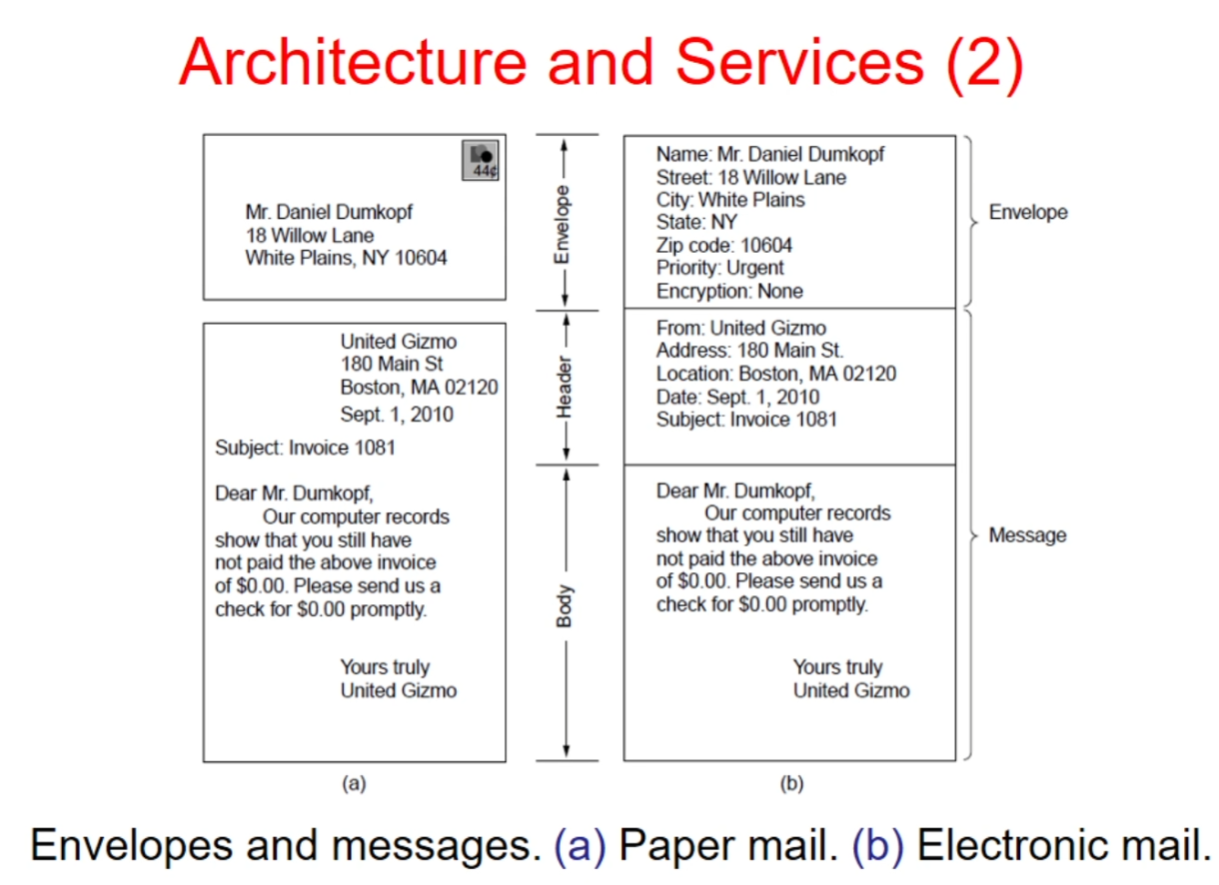 Architecture and Services (2)
44¢
Mr. Daniel Dumkopf
18 Willow Lane
White Plains, NY 10604
United Gizmo
180 Main St
Boston, MA 02120
Sept. 1, 2010
Subject: Invoice 1081
Dear Mr. Dumkopf,
Our computer records
show that you still have
not paid the above invoice
of $0.00. Please send us a
check for $0.00 promptly.
Yours truly
United Gizmo
(a)
Envelope
Header
Body
Name: Mr. Daniel Dumkopf
Street: 18 Willow Lane
City: White Plains
State: NY
Zip code: 10604
Priority: Urgent
Encryption: None
From: United Gizmo
Address: 180 Main St.
Location: Boston, MA 02120
Date: Sept. 1, 2010
Subject: Invoice 1081
Dear Mr. Dumkopf,
Our computer records
show that you still have
not paid the above invoice
of $0.00. Please send us a
check for $0.00 promptly.
Yours truly
United Gizmo
(b)
Envelope
Message
Envelopes and messages. (a) Paper mail. (b) Electronic mail.